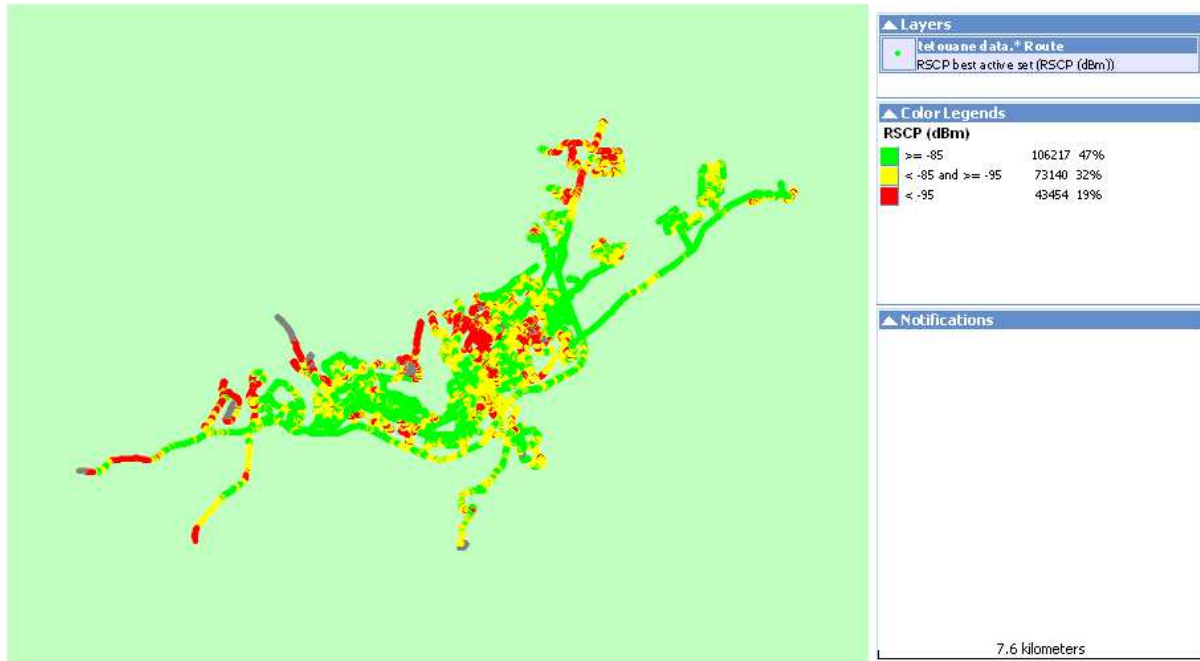 Layers
tetouane data.* Route
RSCP best active set (RSCP (dBm))
Color Legends
RSCP (dBm)
>= -85 106217 47%
< -85 and >= -95 73140 32%
< -95 43454 19%
Notifications
7.6 kilometers